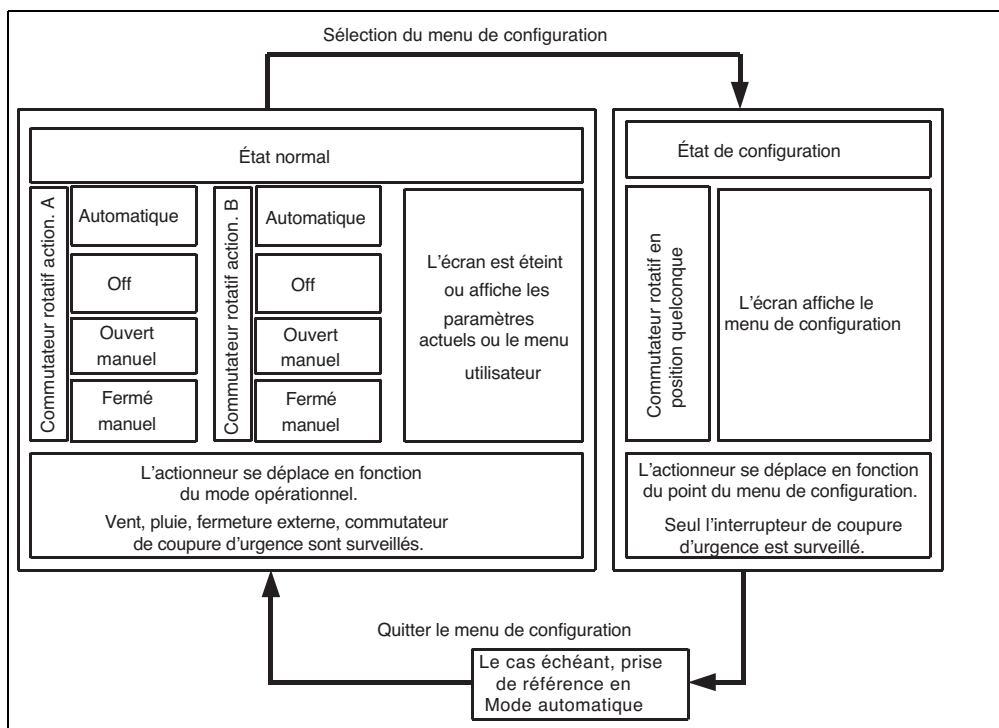 Sélection du menu de configuration
État normal
Commutateur rotatif action. A
Automatique
Off
Ouvert
manuel
Fermé
manuel
Commutateur rotatif action. B
Automatique
Off
Ouvert
manuel
Fermé
manuel
L'écran est éteint
ou affiche les
paramètres
actuels ou le menu
utilisateur
L'actionneur se déplace en fonction
du mode opérationnel.
Vent, pluie, fermeture externe, commutateur
de coupure d'urgence sont surveillés.
État de configuration
Commutateur rotatif en
position quelconque
L'écran affiche le
menu de configuration
L'actionneur se déplace en fonction
du point du menu de configuration.
Seul l'interrupteur de coupure
d'urgence est surveillé.
Quitter le menu de configuration
Le cas échéant, prise
de référence en
Mode automatique